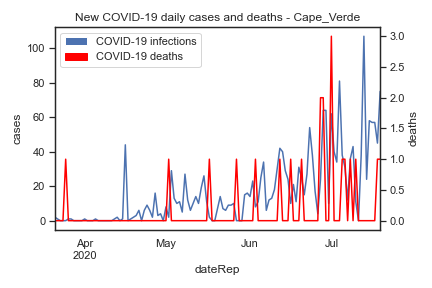 New COVID-19 daily cases and deaths - Cape_Verde
COVID-19 infections
COVID-19 deaths
cases
100
80
60
40
20
0
deaths
3.0
2.5
2.0
1.5
1.0
0.5
0.0
Apr
2020
May
Jun
Jul
dateRep